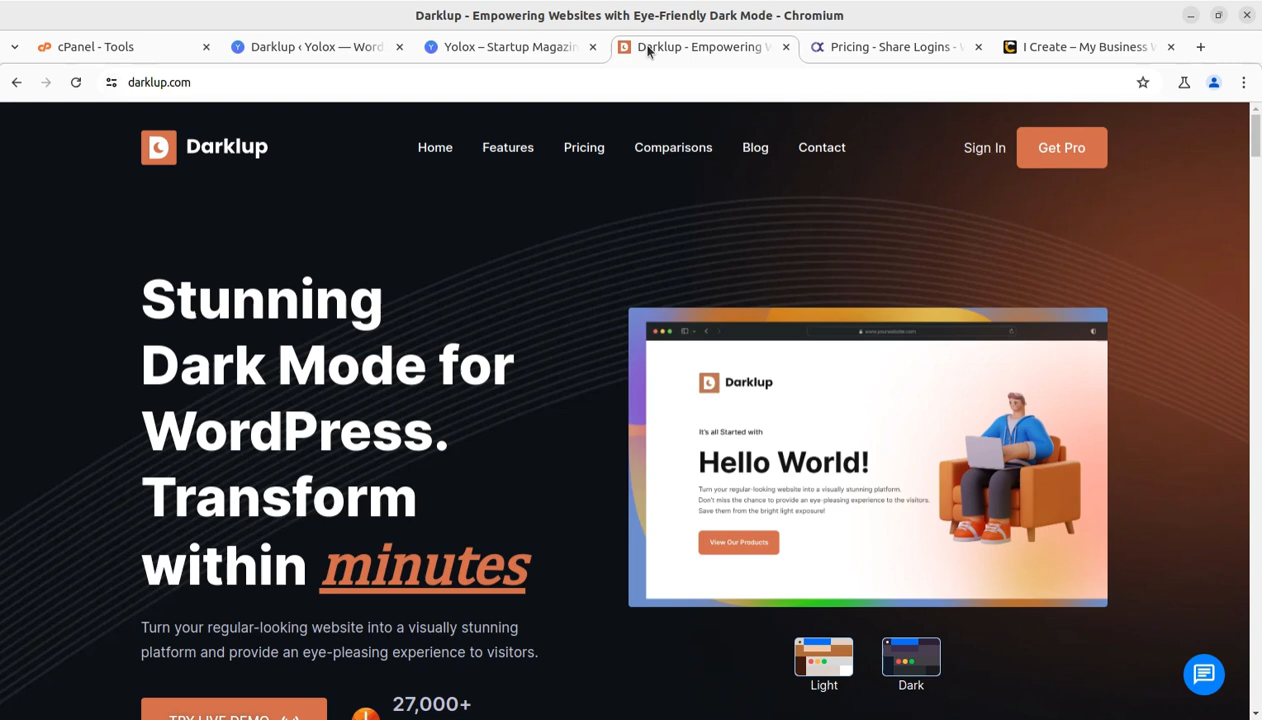 Darklup - Empowering Websites with Eye-Friendly Dark Mode - Chromium
cPanel - Tools
Darklup ‹ Yolox — Word
Yolox – Startup Magazin
Darklup - Empowering W
Pricing - Share Logins - W
I Create – My Business W
darklup.com
Darklup
Home
Features
Pricing
Comparisons
Blog
Contact
Sign In
Get Pro
Stunning
Dark Mode for
WordPress.
Transform
within minutes
Turn your regular-looking website into a visually stunning
platform and provide an eye-pleasing experience to visitors.
TRY LIVE DEMO
27,000+
www.yourwebsite.com
Darklup
It's all Started with
Hello World!
Turn your regular-looking website into a visually stunning platform.
Don't miss the chance to provide an eye-pleasing experience to the visitors.
Save them from the bright light exposure!
View Our Products
Light
Dark